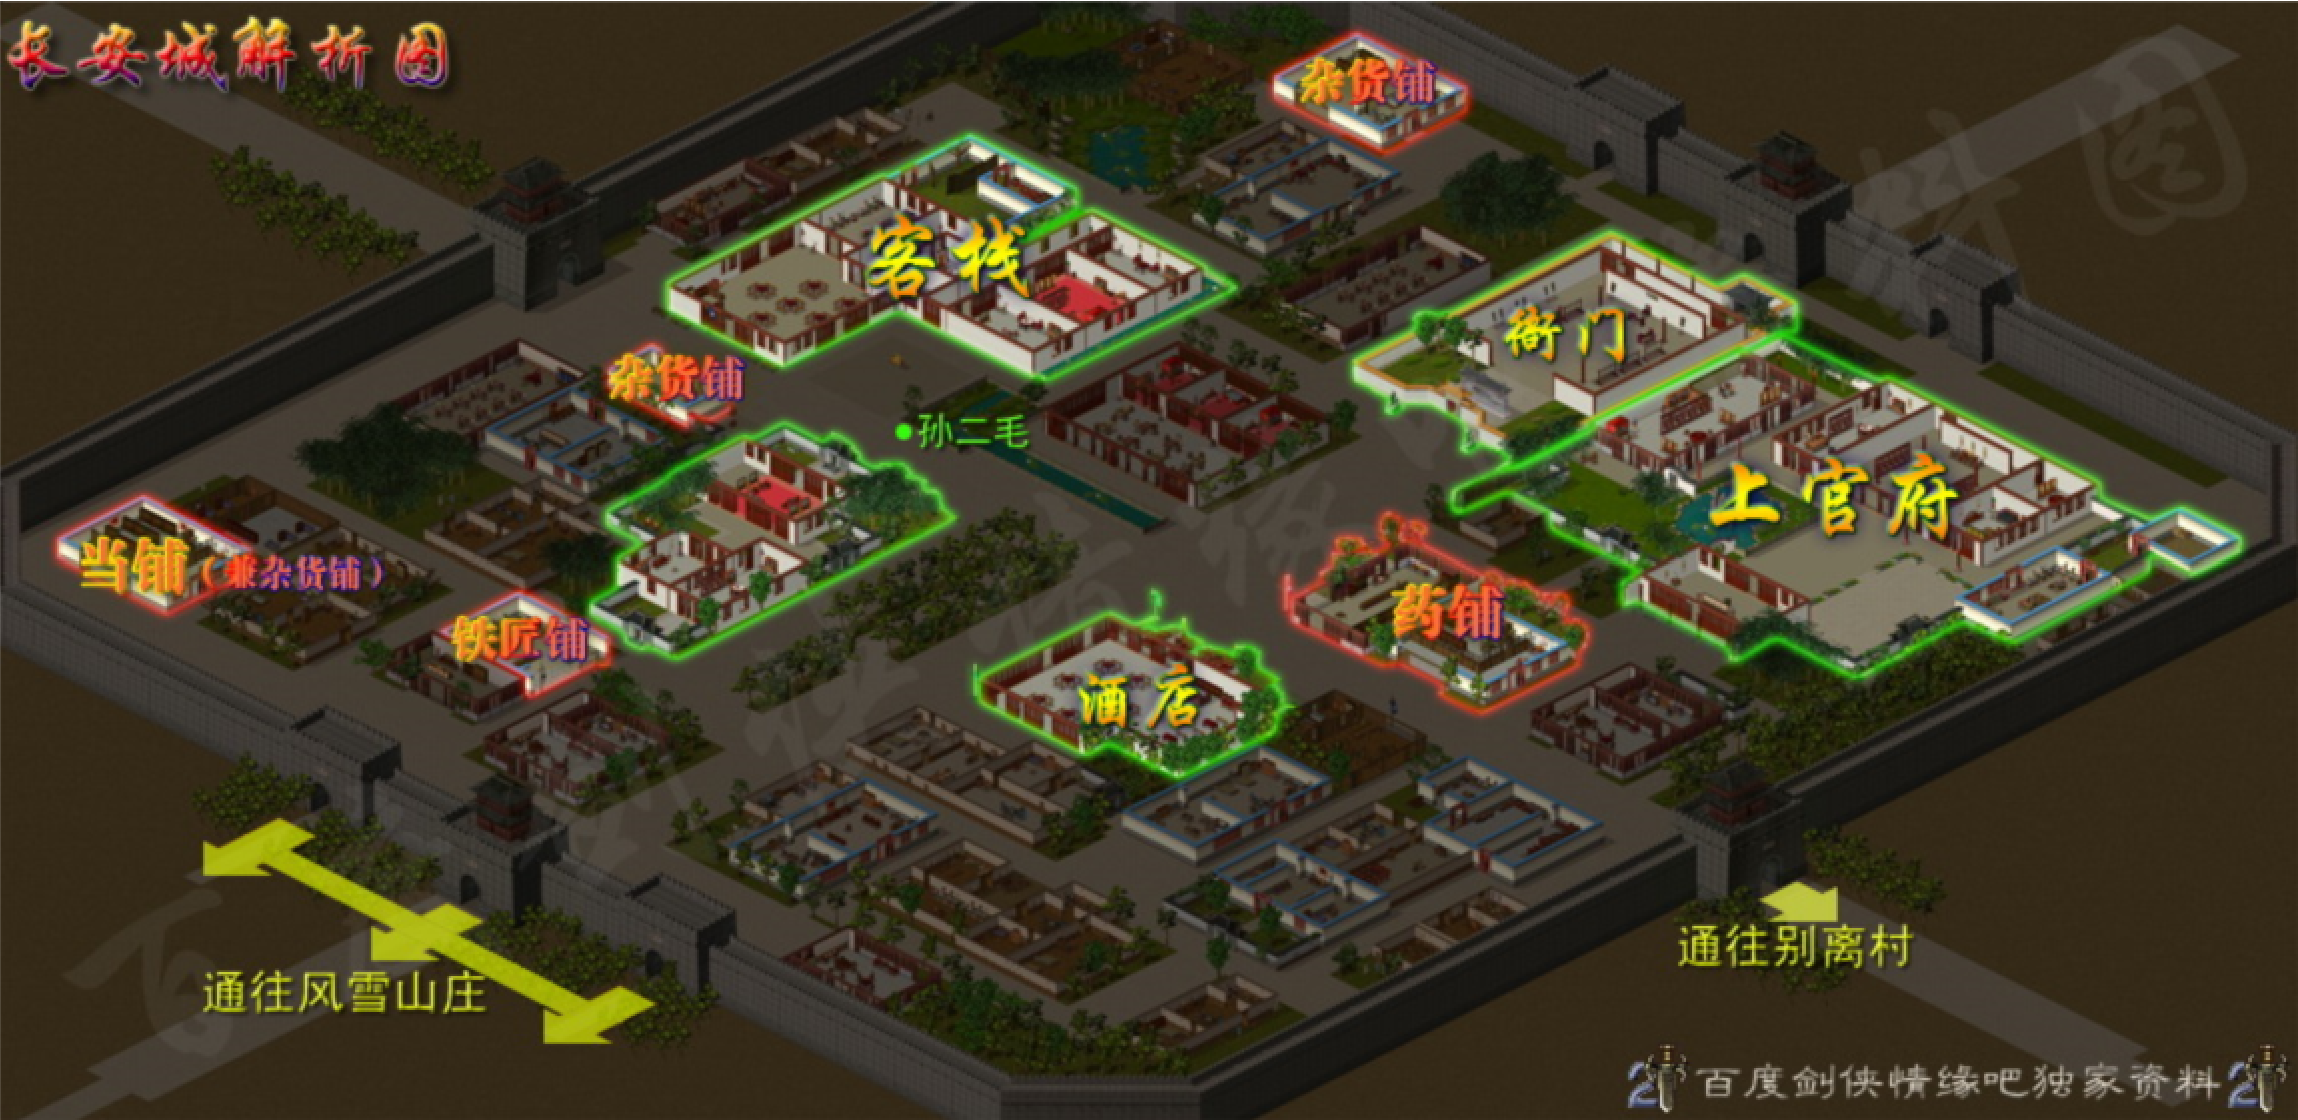 长安城解析图
杂货铺
客栈
衙门
杂货铺
孙二毛
上官府
当铺（兼杂货铺）
铁匠铺
药铺
酒店
通往风雪山庄
通往别离村
百度剑侠情缘吧独家资料